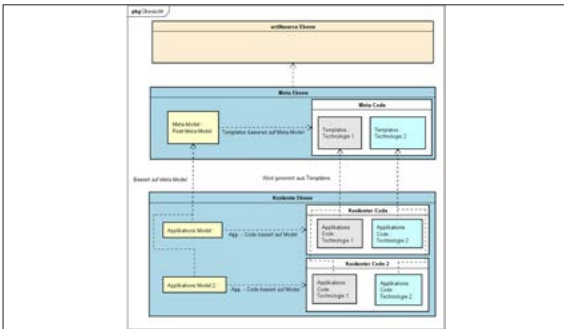 pkg Übersicht
actifsource Ebene
Meta Ebene
Meta Code
Meta-Model :
Root-Meta-Model
Templates basieren auf Meta-Model
Templates :
Technologie 1
Templates :
Technologie 2
Basiert auf Meta Model
Wird generiert aus Templates
Konkrete Ebene
Konkreter Code
Applikations Model
App. - Code basiert auf Model
Applikations
Code :
Technologie 1
Applikations
Code :
Technologie 2
Konkreter Code 2
Applikations Model 2
App. - Code basiert auf Model
Applikations
Code :
Technologie 1
Applikations
Code :
Technologie 2